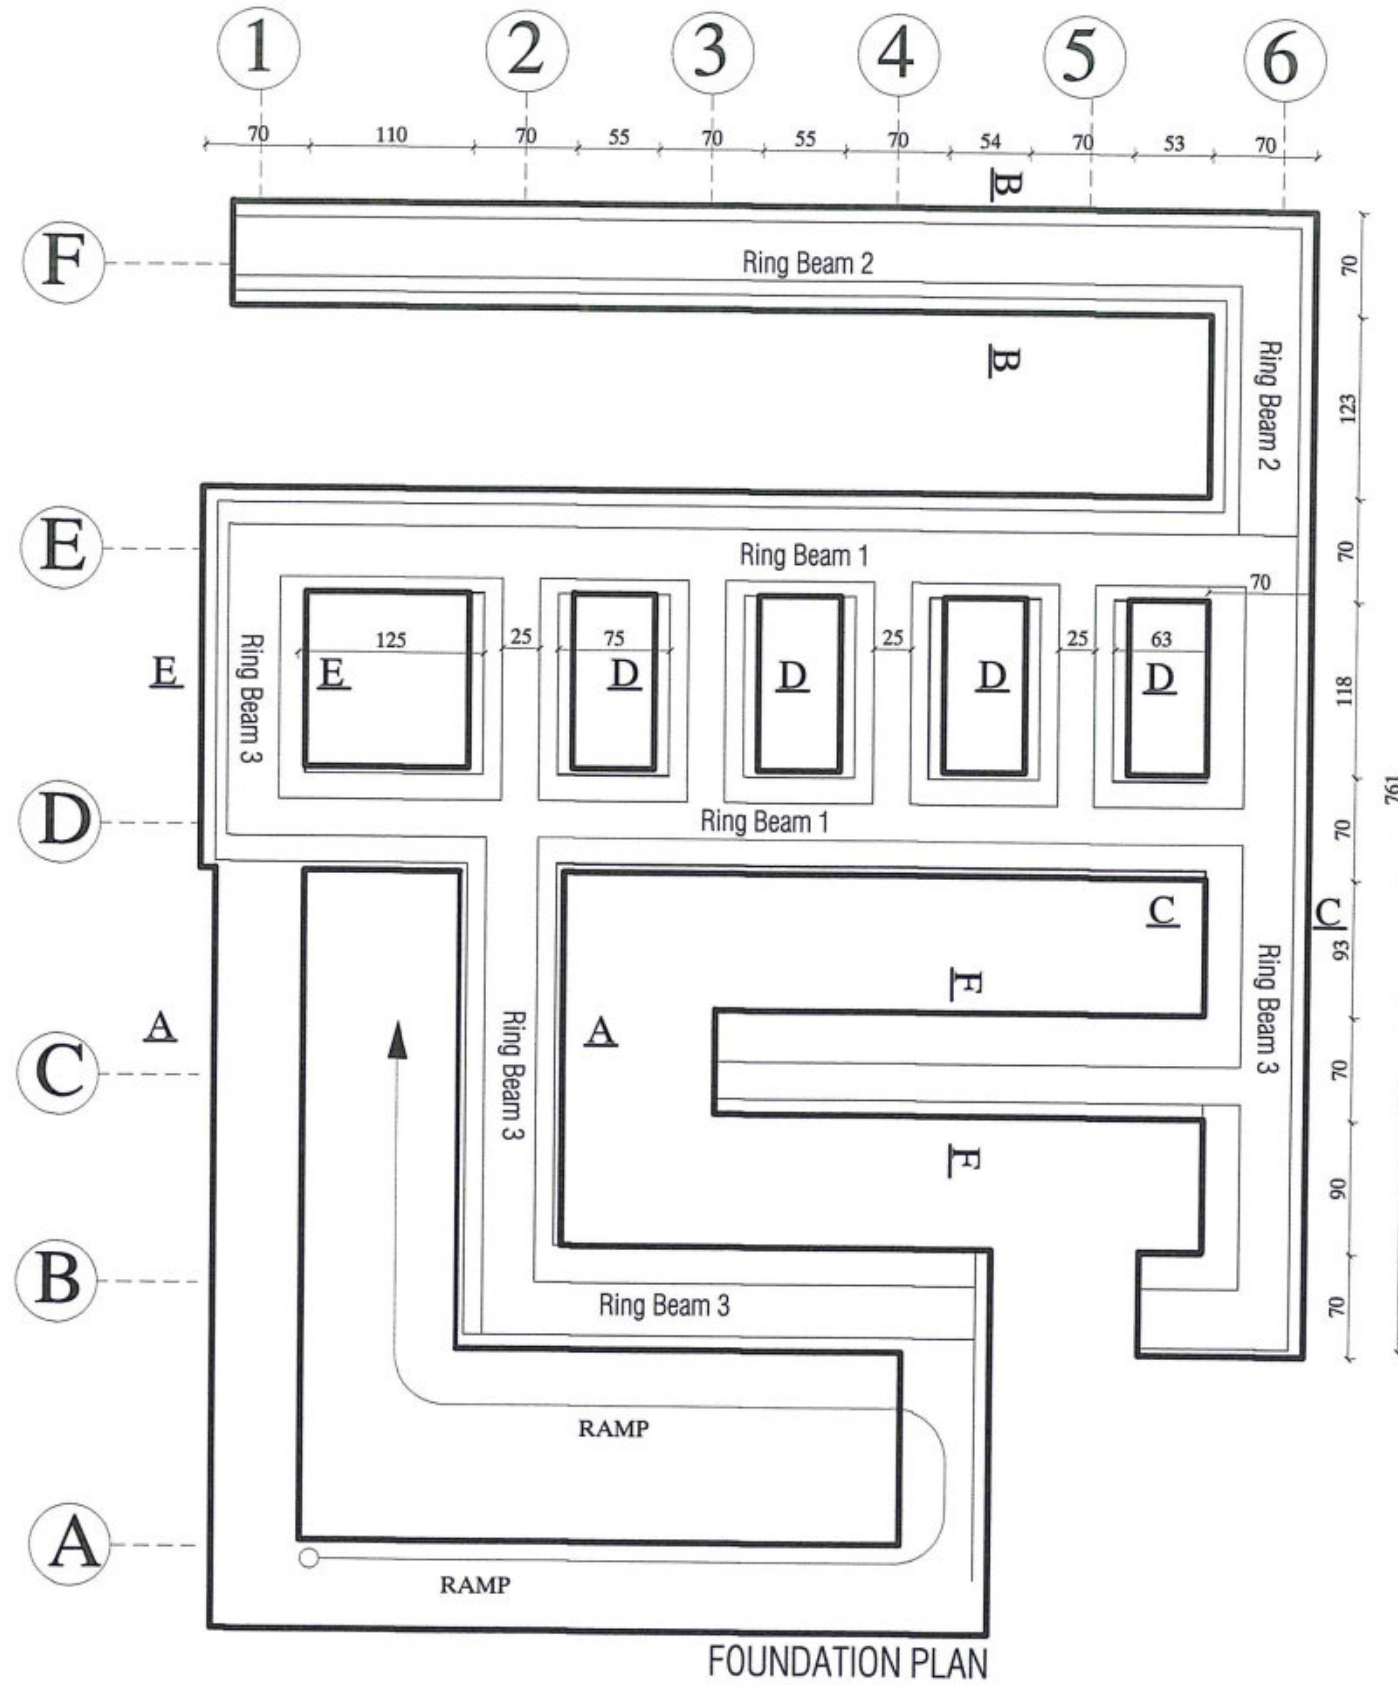 1 2 3 4 5 6
70 110 70 55 70 55 70 54 70 53 70
B
F
Ring Beam 2
70
B
Ring Beam 2
123
E
Ring Beam 1
70
70
125 25 75 25 25 63
E E D D D D
Ring Beam 3
118
D
Ring Beam 1
70
C C
93
F
A A
C
Ring Beam 3
Ring Beam 3
70
F
90
B
Ring Beam 3
70
RAMP
A
RAMP
FOUNDATION PLAN